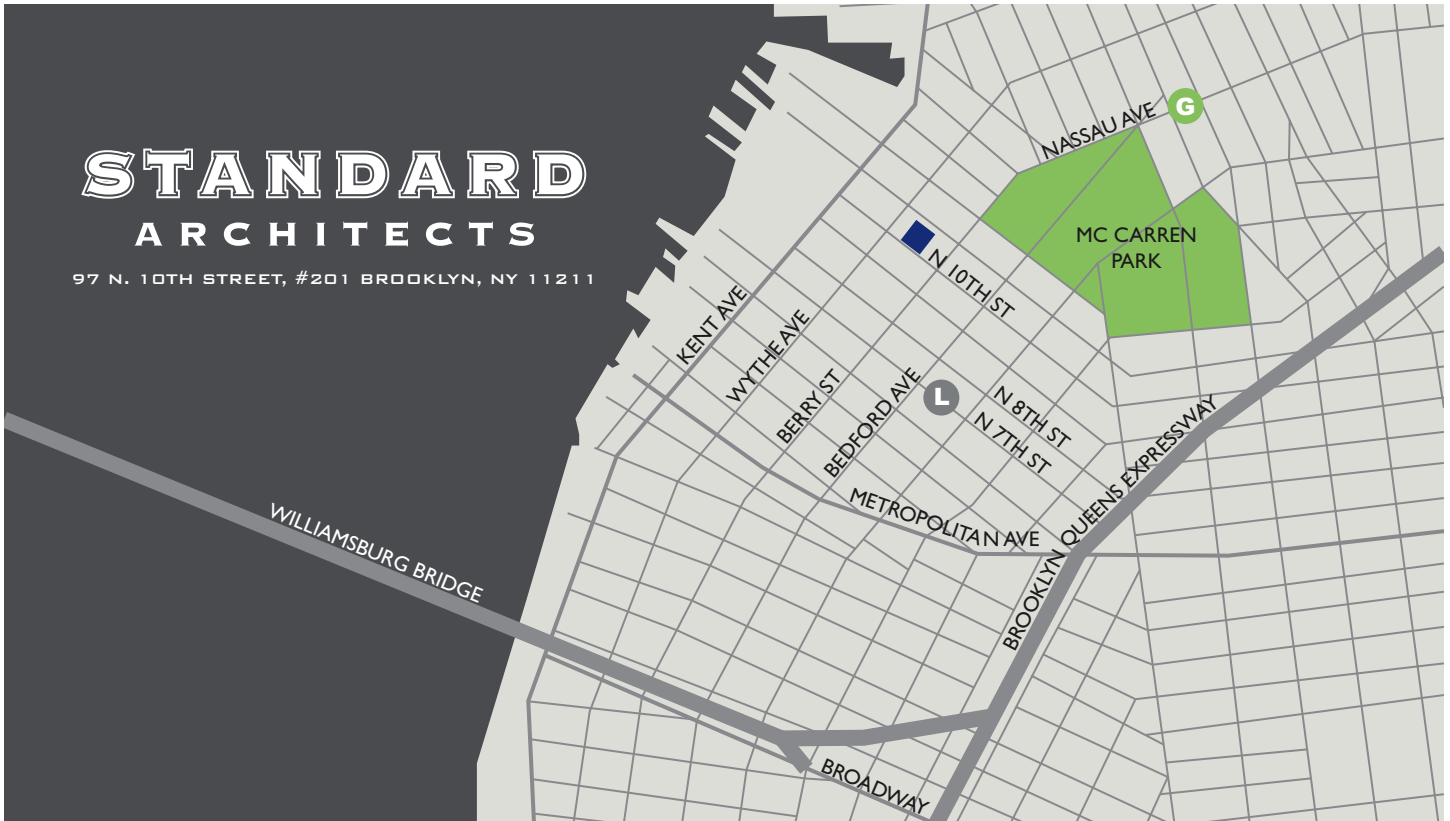 STANDARD
ARCHITECTS
97 N. 10TH STREET, #201 BROOKLYN, NY 11211
NASSAU AVE
G
MC CARREN
PARK
N 10TH ST
KENT AVE
WYTHE AVE
BERRY ST
BEDFORD AVE
L
N 8TH ST
N 7TH ST
METROPOLITAN AVE
BROOKLYN QUEENS EXPRESSWAY
WILLIAMSBURG BRIDGE
BROADWAY